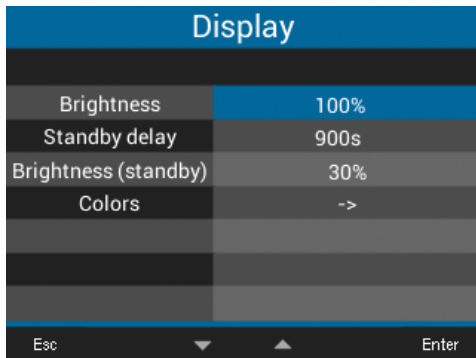 Display
Brightness 100%
Standby delay 900s
Brightness (standby) 30%
Colors ->
Esc Enter